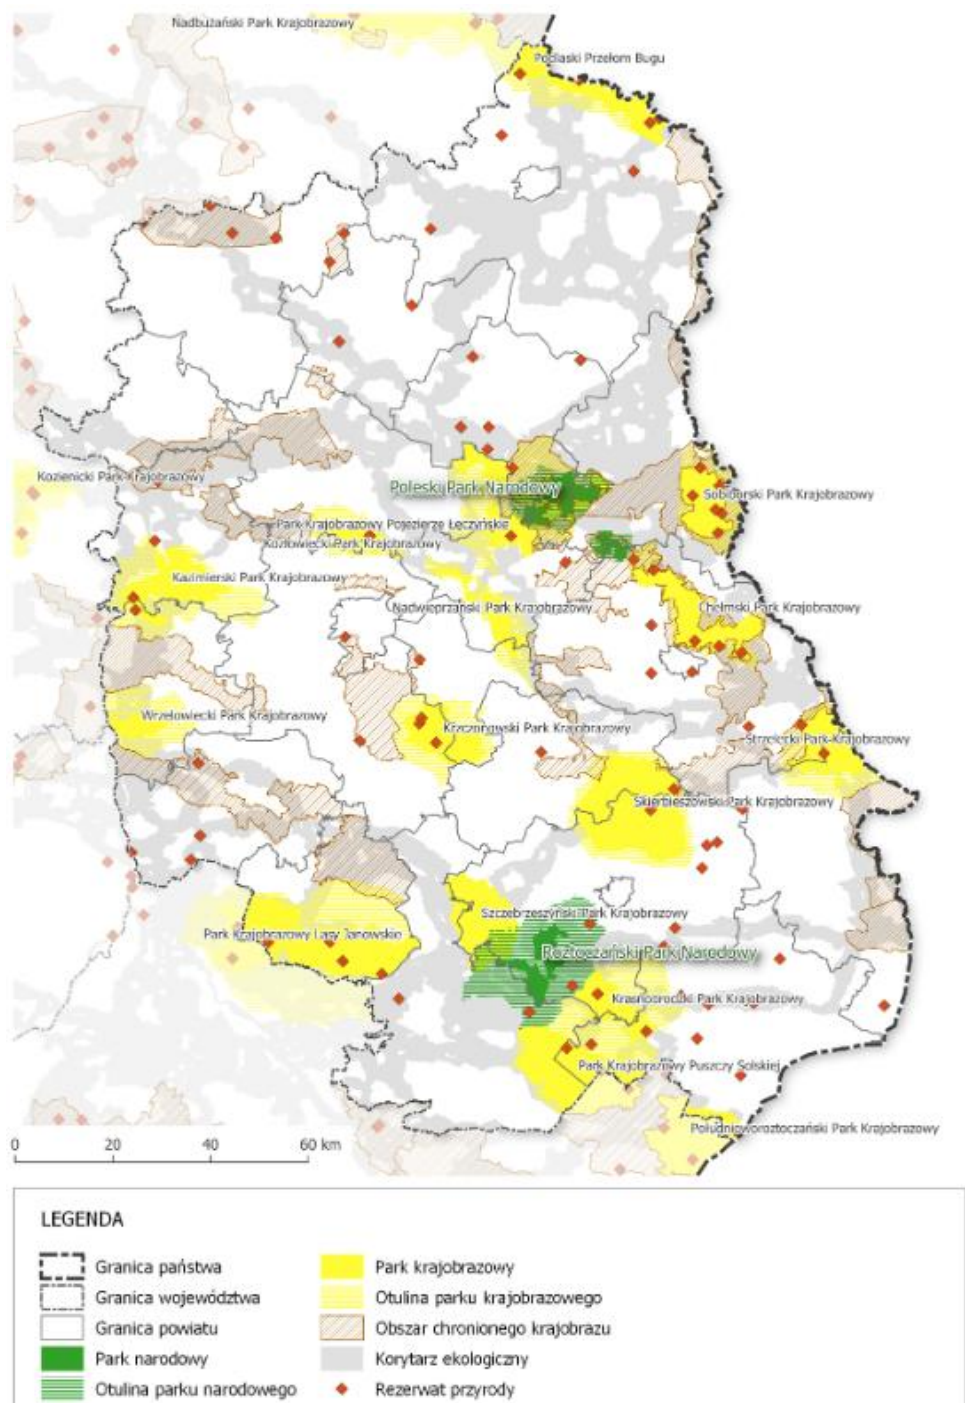 Nadbużański Park Krajobrazowy
Podlaski Przełom Bugu
Kozienicki Park Krajobrazowy
Poleski Park Narodowy
Sobiborski Park Krajobrazowy
Park Krajobrazowy Pojezierze Łęczyńskie
Kozłowiecki Park Krajobrazowy
Kazimierski Park Krajobrazowy
Nadwieprzański Park Krajobrazowy
Chełmski Park Krajobrazowy
Wrzelowiecki Park Krajobrazowy
Krzczonowski Park Krajobrazowy
Strzelecki Park Krajobrazowy
Skierbieszowski Park Krajobrazowy
Szczebrzeszyński Park Krajobrazowy
Park Krajobrazowy Lasy Janowskie
Roztoczański Park Narodowy
Krasnobrodzki Park Krajobrazowy
Park Krajobrazowy Puszczy Solskiej
Południoworoztoczański Park Krajobrazowy
0 20 40 60 km
LEGENDA
Granica państwa
Granica województwa
Granica powiatu
Park narodowy
Otulina parku narodowego
Park krajobrazowy
Otulina parku krajobrazowego
Obszar chronionego krajobrazu
Korytarz ekologiczny
Rezerwat przyrody